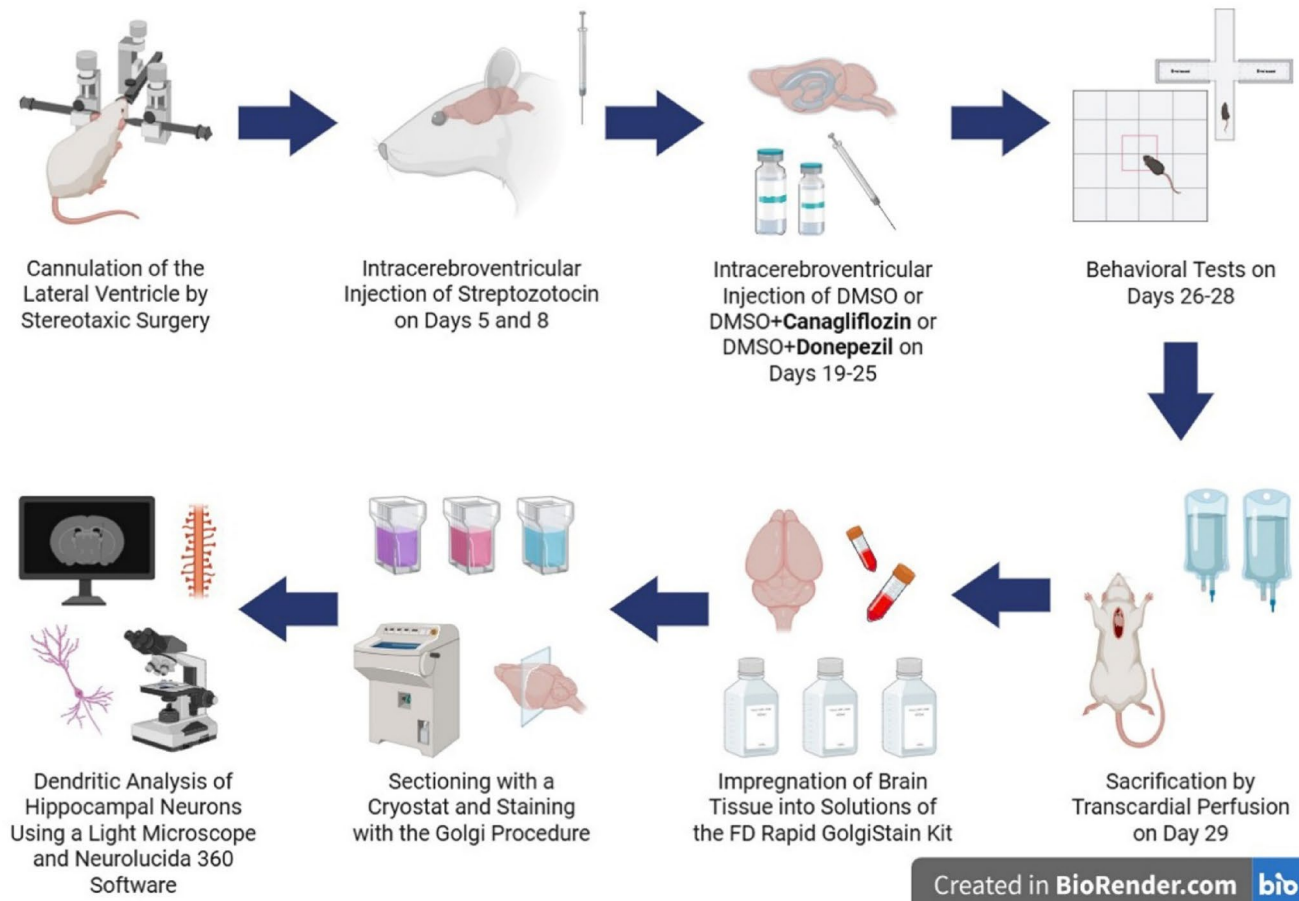 Cannulation of the
Lateral Ventricle by
Stereotaxic Surgery
Intracerebroventricular
Injection of Streptozotocin
on Days 5 and 8
Intracerebroventricular
Injection of DMSO or
DMSO+Canagliflozin or
DMSO+Donepezil on
Days 19-25
Behavioral Tests on
Days 26-28
Dendritic Analysis of
Hippocampal Neurons
Using a Light Microscope
and Neurolucida 360
Software
Sectioning with a
Cryostat and Staining
with the Golgi Procedure
Impregnation of Brain
Tissue into Solutions of
the FD Rapid GolgiStain Kit
Sacrification by
Transcardial Perfusion
on Day 29
Created in BioRender.com bio